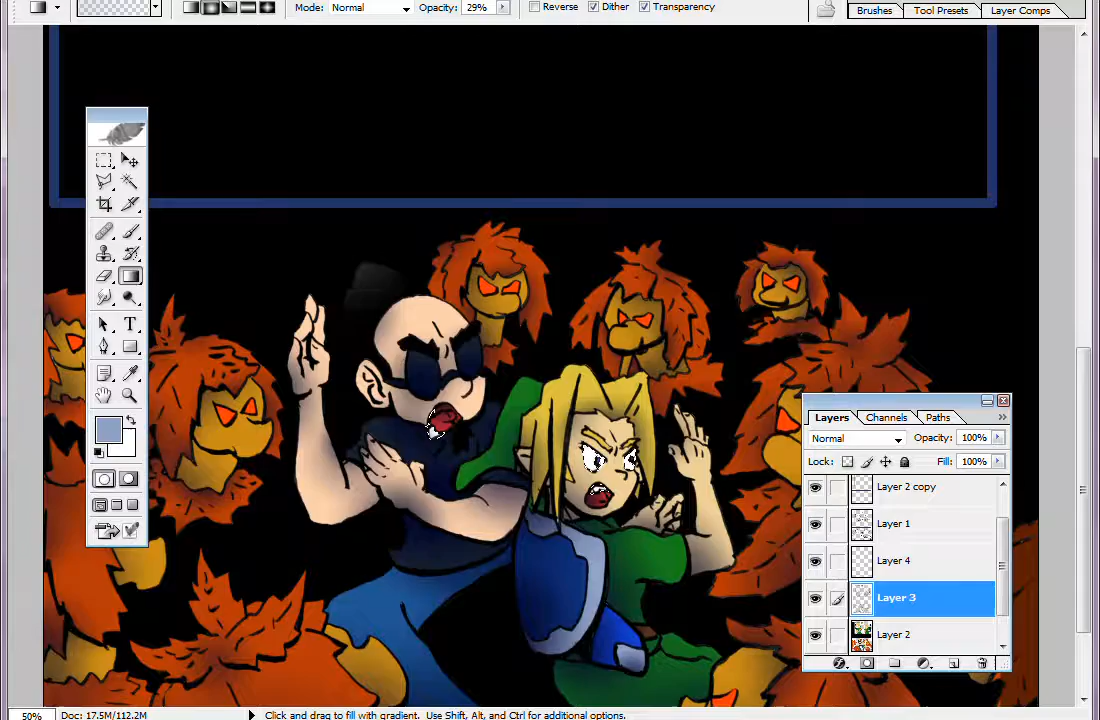 Mode: Normal Opacity: 29% Reverse Dither Transparency
Brushes Tool Presets Layer Comps
T
Layers Channels Paths
Normal Opacity: 100%
Lock: Fill: 100%
Layer 2 copy
Layer 1
Layer 4
Layer 3
Layer 2
50% Doc: 17.5M/112.2M Click and drag to fill with gradient. Use Shift, Alt, and Ctrl for additional options.